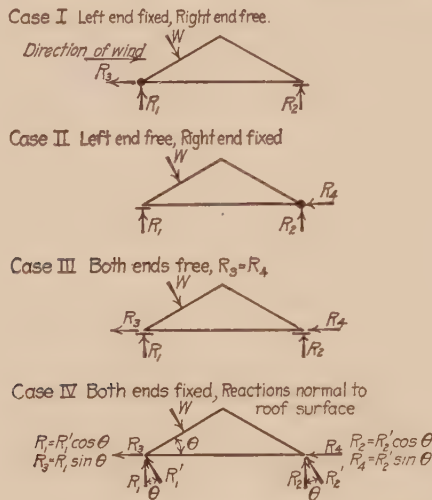 Case I Left end fixed, Right end free.
W
Direction of wind
R₃
R₁
R₂
Case II Left end free, Right end fixed
W
R₄
R₁
R₂
Case III Both ends free, R₃=R₄
W
R₃
R₄
R₁
R₂
Case IV Both ends fixed, Reactions normal to
roof surface
W
R₁=R₁' cos θ
R₃=R₁' sin θ
R₃
θ
R₄
R₂=R₂' cos θ
R₄=R₂' sin θ
R₁
R₁'
θ
R₂
R₂'
θ